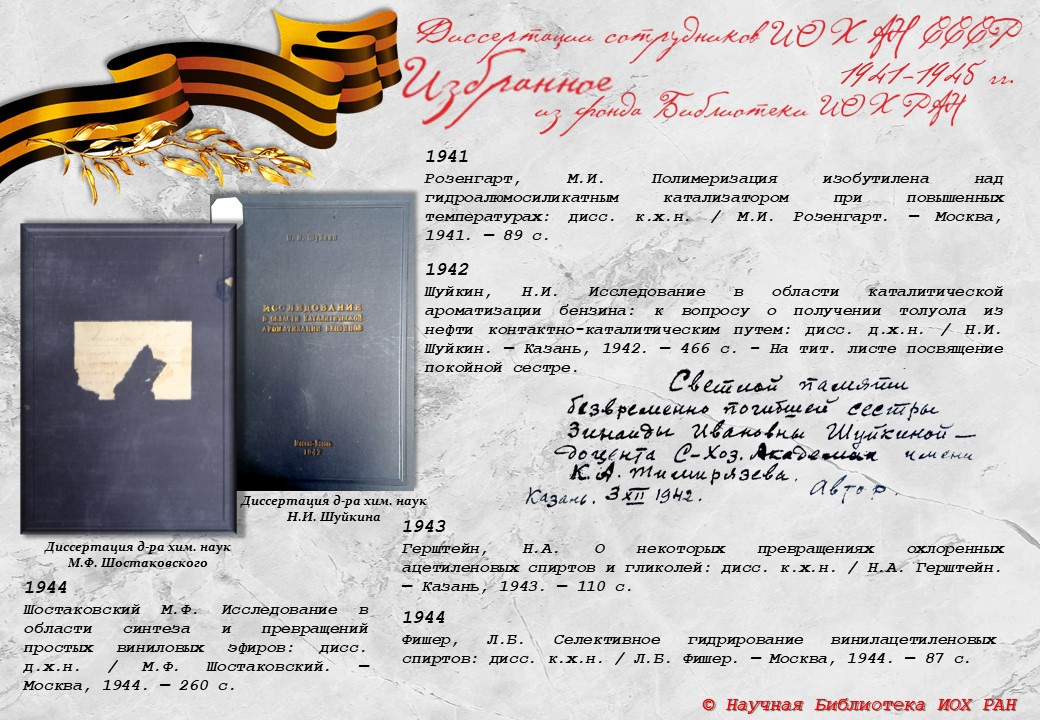 Диссертации сотрудников ИОХ АН СССР
1941-1945 гг.
Избранное
из фонда Библиотеки ИОХ РАН
1941
Розенгарт, М.И. Полимеризация изобутилена над
гидроалюмосиликатным катализатором при повышенных
температурах: дисс. к.х.н. / М.И. Розенгарт. — Москва,
1941. — 89 с.
1942
Шуйкин, Н.И. Исследование в области каталитической
ароматизации бензина: к вопросу о получении толуола из
нефти контактно-каталитическим путем: дисс. д.х.н. / Н.И.
Шуйкин. — Казань, 1942. — 466 с. - На тит. листе посвящение
покойной сестре.
Светлой памяти
безвременно погибшей сестры
Зинаиды Ивановны Шуйкиной —
доцента С-Хоз. Академии имени
К.А. Тимирязева.
Автор.
Казань. 3 XII 1942.
Н. И. Шуйкин
ИССЛЕДОВАНИЕ
В ОБЛАСТИ КАТАЛИТИЧЕСКОЙ
АРОМАТИЗАЦИИ БЕНЗИНОВ
Москва-Казань
1942
Диссертация д-ра хим. наук
Н.И. Шуйкина
Диссертация д-ра хим. наук
М.Ф. Шостаковского
1943
Герштейн, Н.А. О некоторых превращениях охлоренных
ацетиленовых спиртов и гликолей: дисс. к.х.н. / Н.А. Герштейн.
— Казань, 1943. — 110 с.
1944
Фишер, Л.Б. Селективное гидрирование винилацетиленовых
спиртов: дисс. к.х.н. / Л.Б. Фишер. — Москва, 1944. — 87 с.
1944
Шостаковский М.Ф. Исследование в
области синтеза и превращений
простых виниловых эфиров: дисс.
д.х.н. / М.Ф. Шостаковский. —
Москва, 1944. — 260 с.
© Научная Библиотека ИОХ РАН